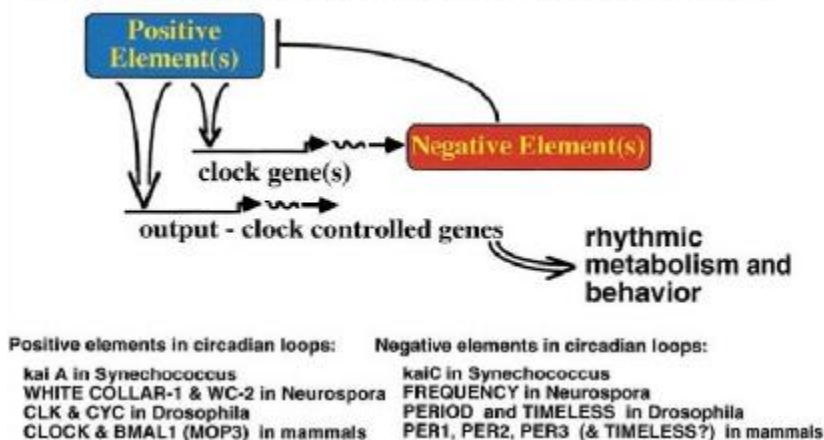 Positive
Element(s)
Negative Element(s)
clock gene(s)
output - clock controlled genes
rhythmic
metabolism and
behavior
Positive elements in circadian loops:
kai A in Synechococcus
WHITE COLLAR-1 & WC-2 in Neurospora
CLK & CYC in Drosophila
CLOCK & BMAL1 (MOP3) in mammals
Negative elements in circadian loops:
kaiC in Synechococcus
FREQUENCY in Neurospora
PERIOD and TIMELESS in Drosophila
PER1, PER2, PER3 (& TIMELESS?) in mammals